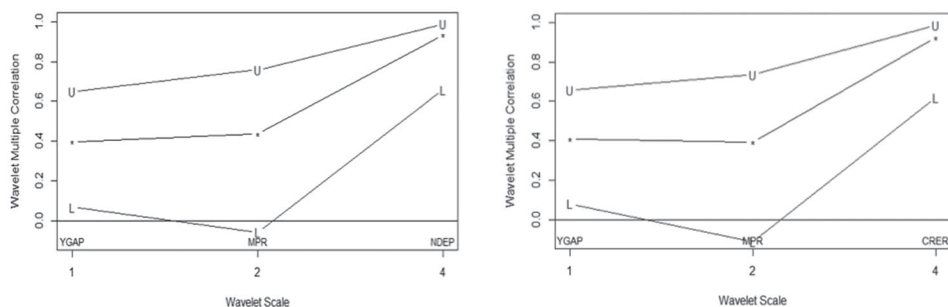 Wavelet Multiple Correlation
1.0
0.8
0.6
0.4
0.2
0.0
U U U
* * *
L L L
YGAP MPR NDEP
1 2 4
Wavelet Scale
Wavelet Multiple Correlation
1.0
0.8
0.6
0.4
0.2
0.0
U U U
* * *
L L L
YGAP MPR CRER
1 2 4
Wavelet Scale